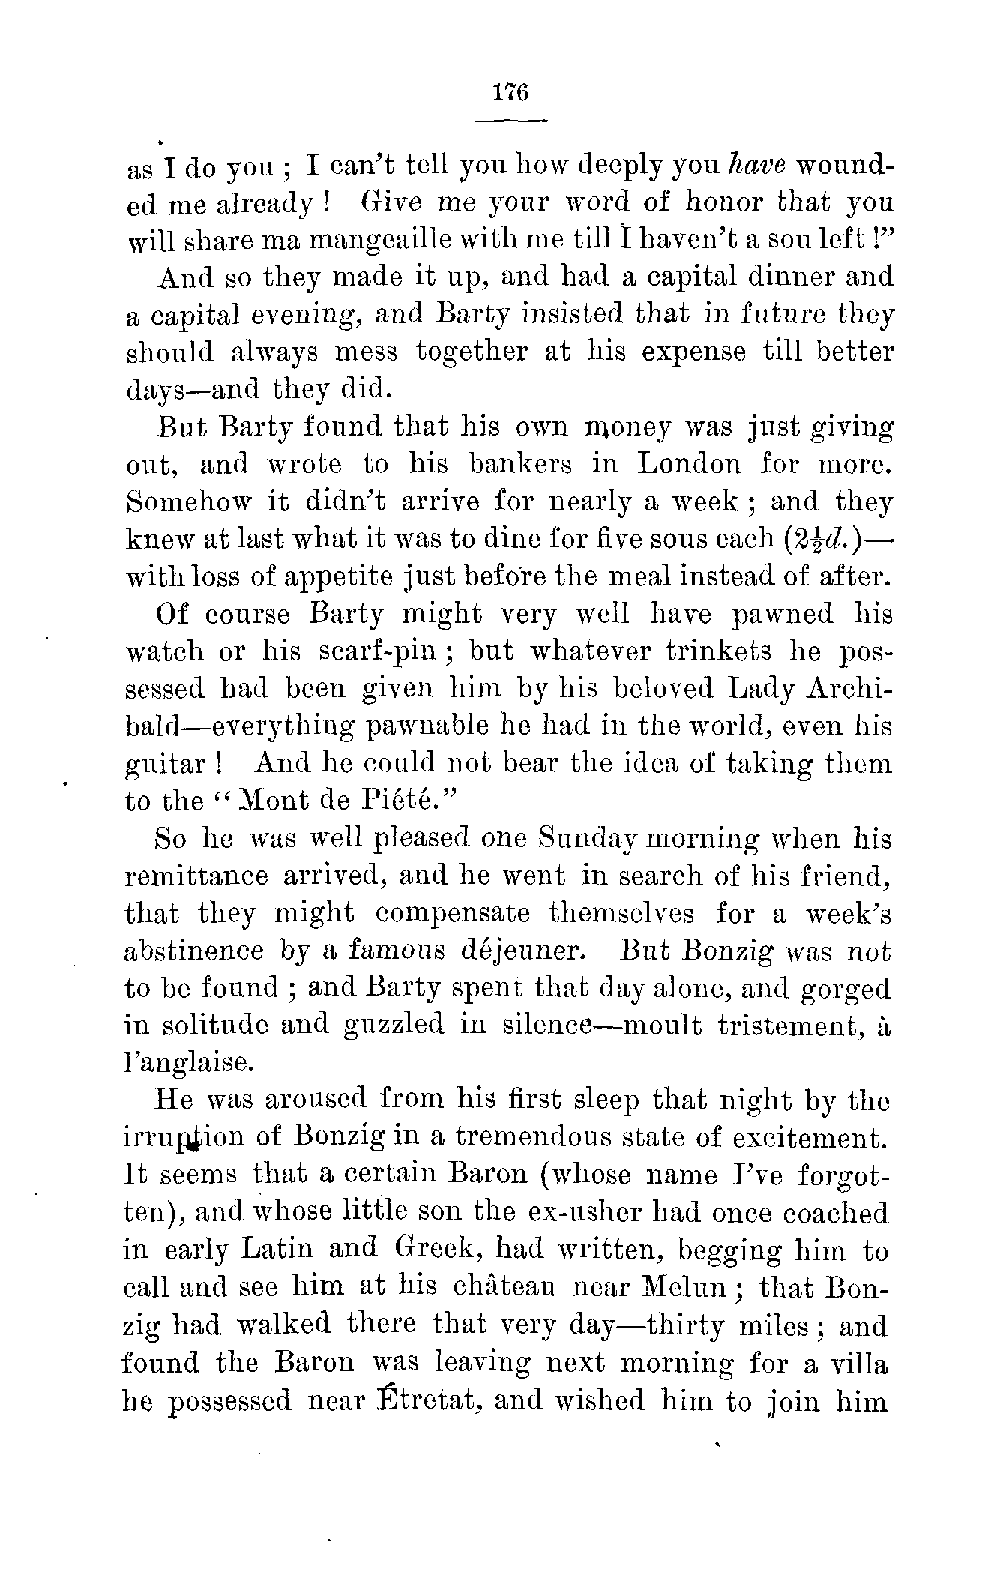 176
as I do you ; I can't tell you how deeply you have wound-
ed me already ! Give me your word of honor that you
will share ma mangeaille with me till I haven't a sou left !"
And so they made it up, and had a capital dinner and
a capital evening, and Barty insisted that in future they
should always mess together at his expense till better
days—and they did.
But Barty found that his own money was just giving
out, and wrote to his bankers in London for more.
Somehow it didn't arrive for nearly a week ; and they
knew at last what it was to dine for five sous each (2½d.)—
with loss of appetite just before the meal instead of after.
Of course Barty might very well have pawned his
watch or his scarf-pin ; but whatever trinkets he pos-
sessed had been given him by his beloved Lady Archi-
bald—everything pawnable he had in the world, even his
guitar ! And he could not bear the idea of taking them
to the “ Mont de Piété.”
So he was well pleased one Sunday morning when his
remittance arrived, and he went in search of his friend,
that they might compensate themselves for a week's
abstinence by a famous déjeuner. But Bonzig was not
to be found ; and Barty spent that day alone, and gorged
in solitude and guzzled in silence—moult tristement, à
l'anglaise.
He was aroused from his first sleep that night by the
irruption of Bonzig in a tremendous state of excitement.
It seems that a certain Baron (whose name I've forgot-
ten), and whose little son the ex-usher had once coached
in early Latin and Greek, had written, begging him to
call and see him at his château near Melun ; that Bon-
zig had walked there that very day—thirty miles ; and
found the Baron was leaving next morning for a villa
he possessed near Étretat, and wished him to join him